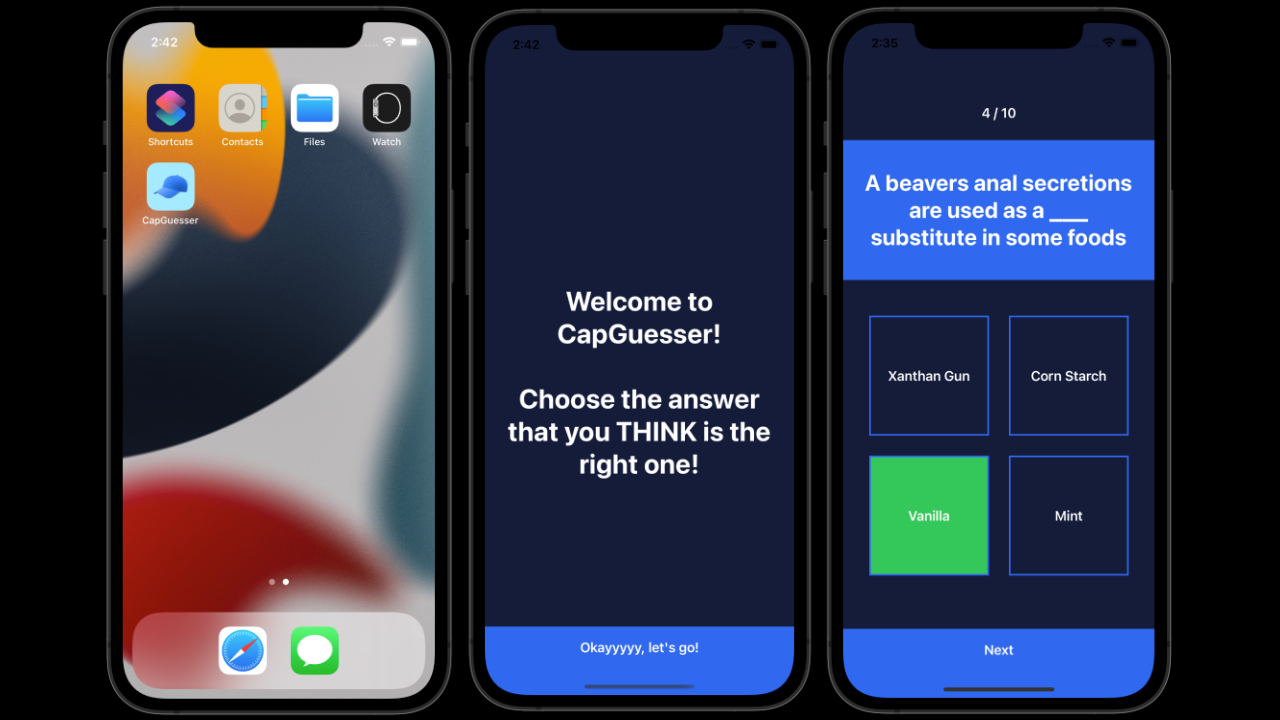 2:42
Shortcuts Contacts Files Watch
CapGuesser
2:42
Welcome to
CapGuesser!
Choose the answer
that you THINK is the
right one!
Okayyyyy, let's go!
2:35
4 / 10
A beavers anal secretions
are used as a ____
substitute in some foods
Xanthan Gun Corn Starch
Vanilla Mint
Next